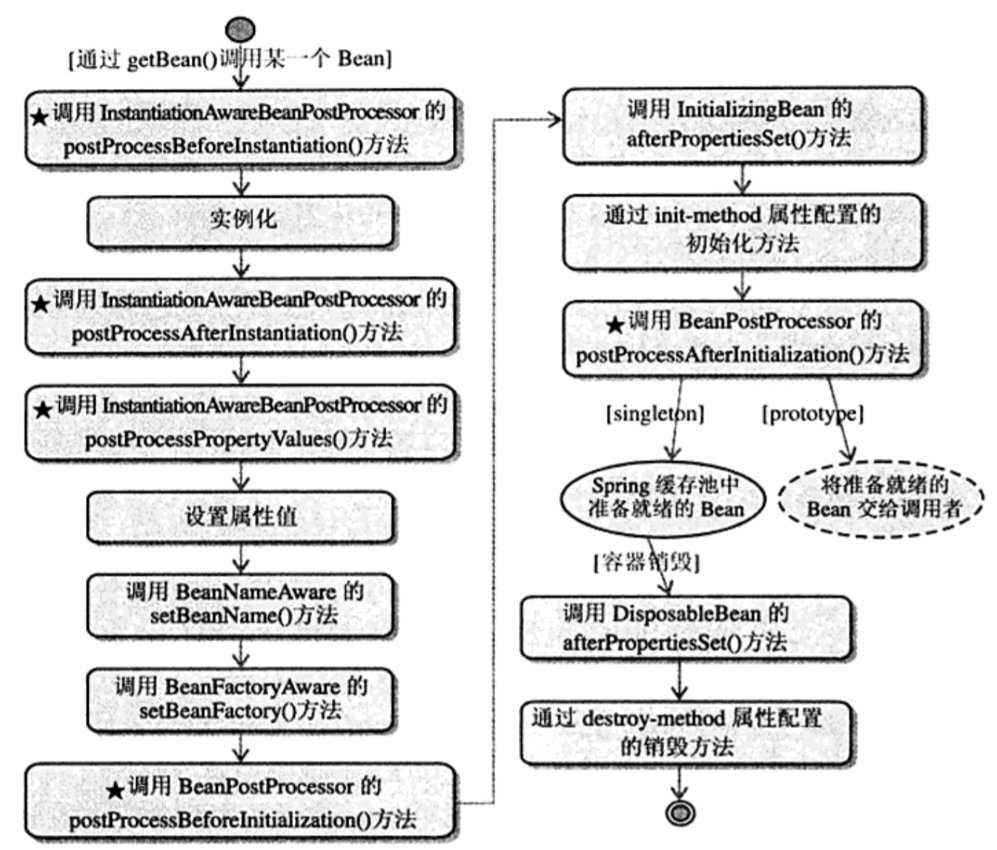 [通过 getBean()调用某一个 Bean]
★调用 InstantiationAwareBeanPostProcessor 的
postProcessBeforeInstantiation()方法
实例化
★调用 InstantiationAwareBeanPostProcessor 的
postProcessAfterInstantiation()方法
★调用 InstantiationAwareBeanPostProcessor 的
postProcessPropertyValues()方法
设置属性值
调用 BeanNameAware 的
setBeanName()方法
调用 BeanFactoryAware 的
setBeanFactory()方法
★调用 BeanPostProcessor 的
postProcessBeforeInitialization()方法
调用 InitializingBean 的
afterPropertiesSet()方法
通过 init-method 属性配置的
初始化方法
★调用 BeanPostProcessor 的
postProcessAfterInitialization()方法
[singleton]
[prototype]
Spring 缓存池中
准备就绪的 Bean
将准备就绪的
Bean 交给调用者
[容器销毁]
调用 DisposableBean 的
afterPropertiesSet()方法
通过 destroy-method 属性配置
的销毁方法